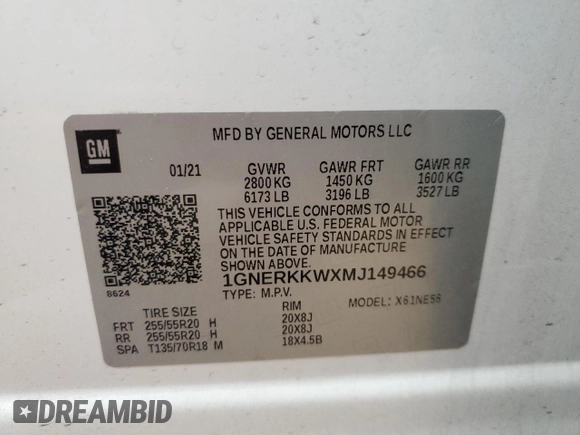 MFD BY GENERAL MOTORS LLC
GM
01/21 GVWR GAWR FRT GAWR RR
2800 KG 1450 KG 1600 KG
6173 LB 3196 LB 3527 LB
THIS VEHICLE CONFORMS TO ALL
APPLICABLE U.S. FEDERAL MOTOR
VEHICLE SAFETY STANDARDS IN EFFECT
ON THE DATE OF MANUFACTURE
SHOWN ABOVE.
8624
1GNERKKWXMJ149466
TYPE: M.P.V. MODEL: X61NE56
TIRE SIZE RIM
FRT 255/55R20 H 20X8J
RR 255/55R20 H 20X8J
SPA T135/70R18 M 18X4.5B
DREAMBID